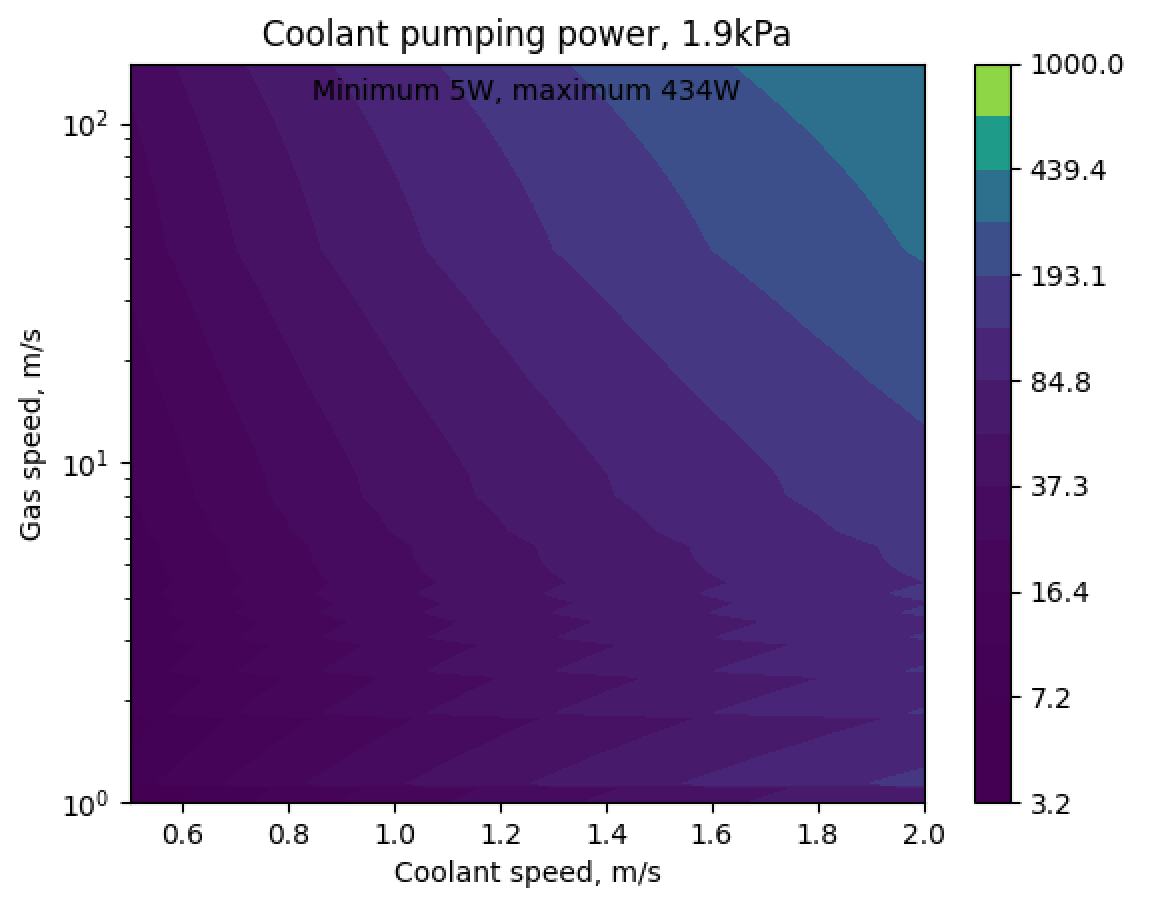 Coolant pumping power, 1.9kPa
Minimum 5W, maximum 434W
Gas speed, m/s
10²
10¹
10⁰
0.6 0.8 1.0 1.2 1.4 1.6 1.8 2.0
Coolant speed, m/s
1000.0
439.4
193.1
84.8
37.3
16.4
7.2
3.2